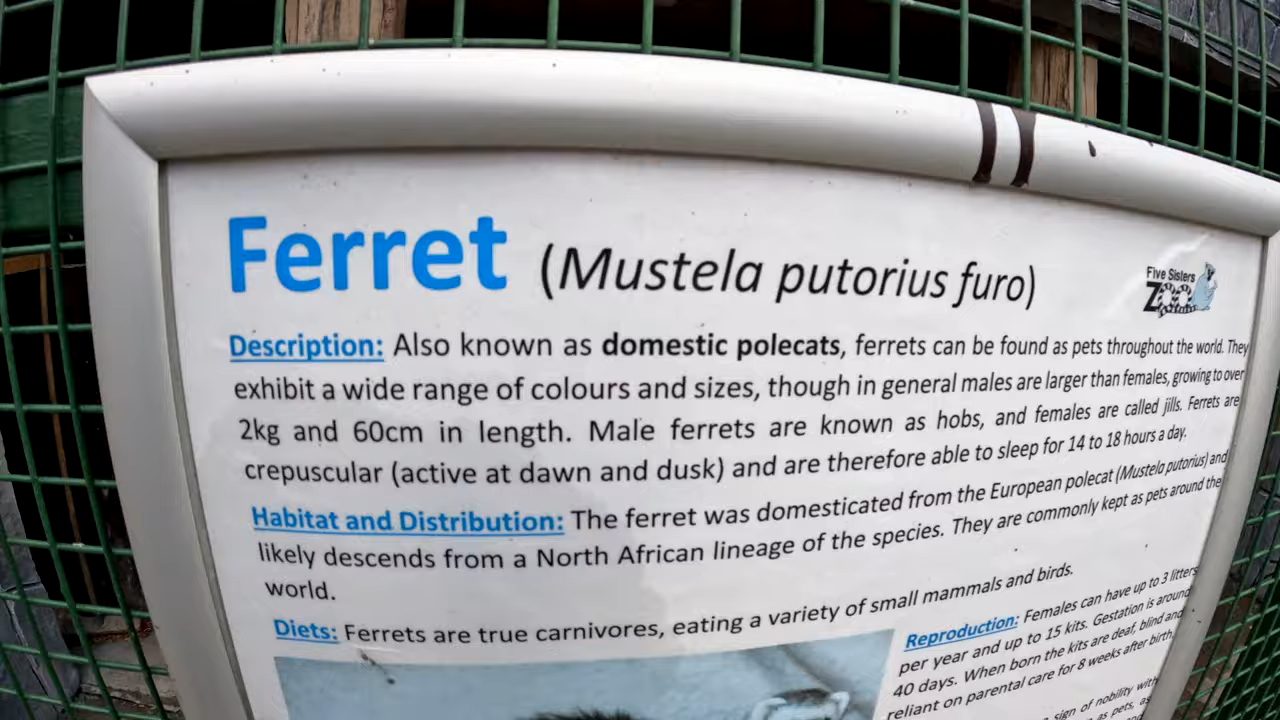 Ferret (Mustela putorius furo)
Five Sisters
Zoo
Description: Also known as domestic polecats, ferrets can be found as pets throughout the world. They
exhibit a wide range of colours and sizes, though in general males are larger than females, growing to over
2kg and 60cm in length. Male ferrets are known as hobs, and females are called jills. Ferrets are
crepuscular (active at dawn and dusk) and are therefore able to sleep for 14 to 18 hours a day.
Habitat and Distribution: The ferret was domesticated from the European polecat (Mustela putorius) and
likely descends from a North African lineage of the species. They are commonly kept as pets around the
world.
Diets: Ferrets are true carnivores, eating a variety of small mammals and birds.
Reproduction: Females can have up to 3 litters
per year and up to 15 kits. Gestation is around
40 days. When born the kits are deaf, blind and
reliant on parental care for 8 weeks after birth.
sign of nobility with
as pets, as